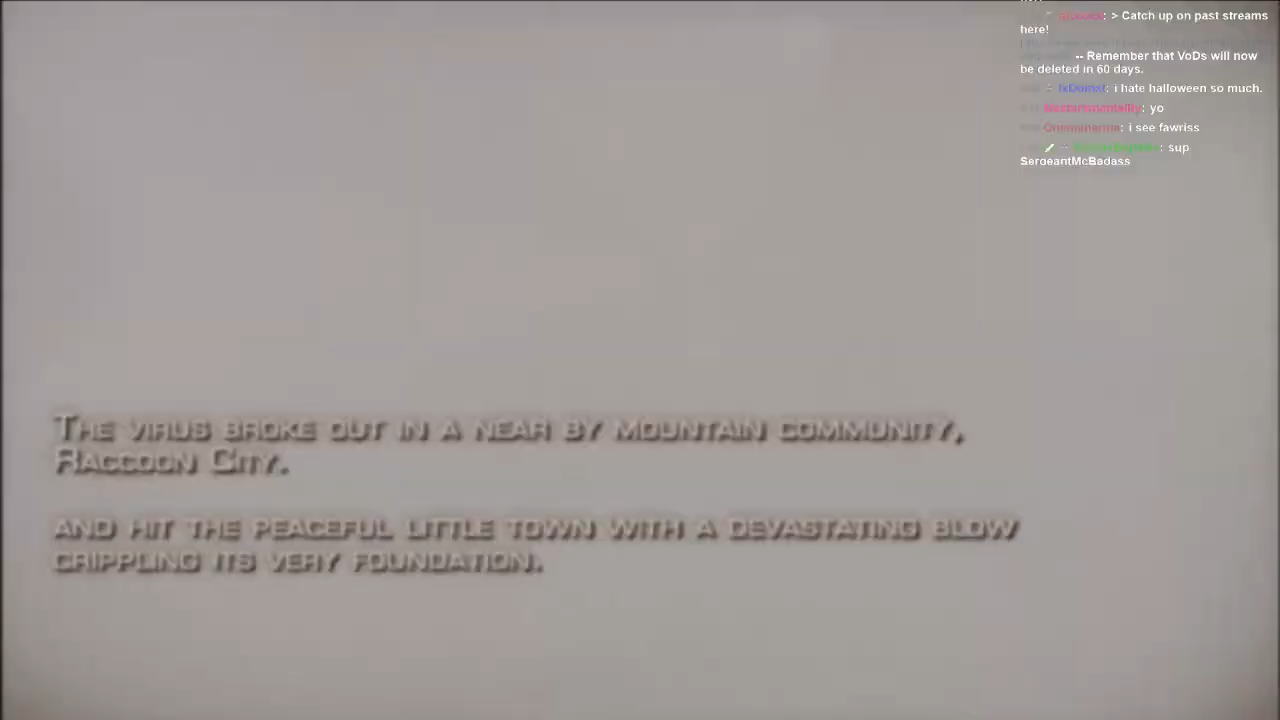 : > Catch up on past streams
here!
-- Remember that VoDs will now
be deleted in 60 days.
: i hate halloween so much.
: yo
: i see fawriss
: sup
SergeantMcBadass
The virus broke out in a near by mountain community,
Raccoon City.
and hit the peaceful little town with a devastating blow
crippling its very foundation.